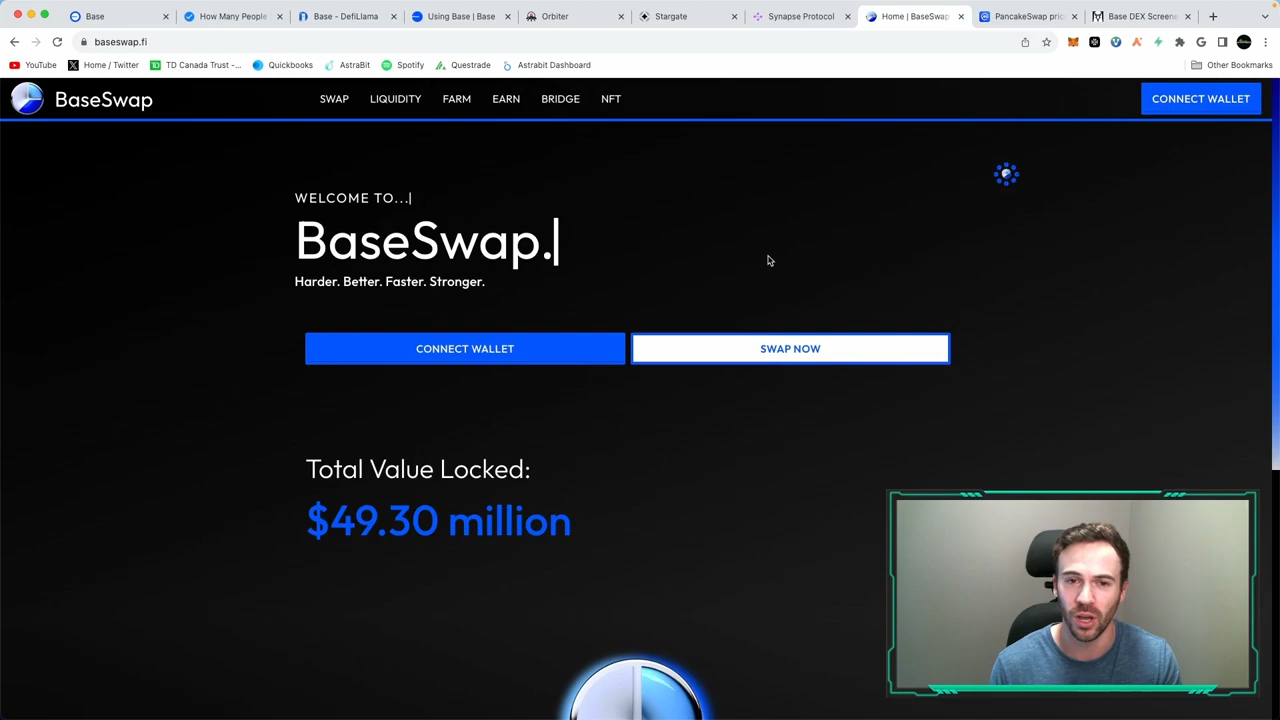 Base
How Many People
Base - DefiLlama
Using Base | Base
Orbiter
Stargate
Synapse Protocol
Home | BaseSwap
PancakeSwap pric
Base DEX Screene
baseswap.fi
YouTube
Home / Twitter
TD Canada Trust -...
Quickbooks
AstraBit
Spotify
Questrade
Astrabit Dashboard
Other Bookmarks
BaseSwap
SWAP
LIQUIDITY
FARM
EARN
BRIDGE
NFT
CONNECT WALLET
WELCOME TO...|
BaseSwap.|
Harder. Better. Faster. Stronger.
CONNECT WALLET
SWAP NOW
Total Value Locked:
$49.30 million